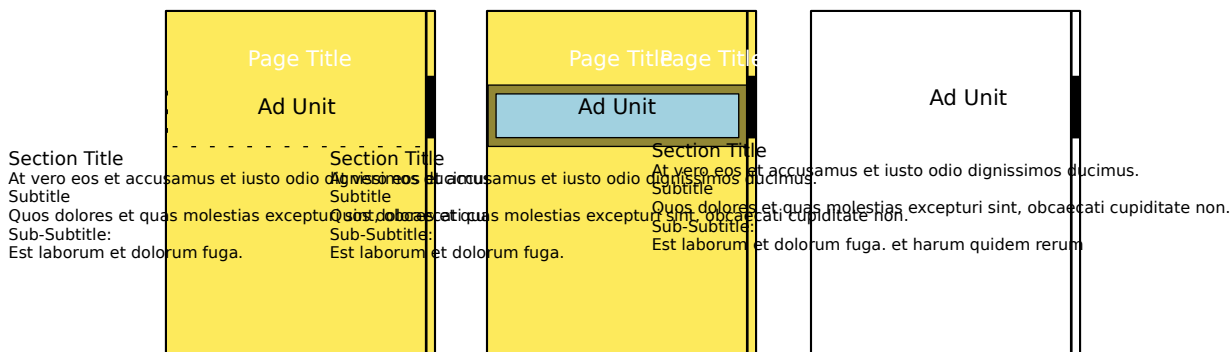 Page Title
Ad Unit
Section Title
At vero eos et accusamus et iusto odio dignissimos ducimus.
Subtitle
Quos dolores et quas molestias excepturi sint, obcaecati cu
Sub-Subtitle:
Est laborum et dolorum fuga.
Page Title
Ad Unit
Section Title
At vero eos et accusamus et iusto odio dignissimos ducimus.
Subtitle
Quos dolores et quas molestias excepturi sint, obcaecati cupiditate non.
Sub-Subtitle:
Est laborum et dolorum fuga.
Page Title
Ad Unit
Section Title
At vero eos et accusamus et iusto odio dignissimos ducimus.
Subtitle
Quos dolores et quas molestias excepturi sint, obcaecati cupiditate non.
Sub-Subtitle:
Est laborum et dolorum fuga. et harum quidem rerum